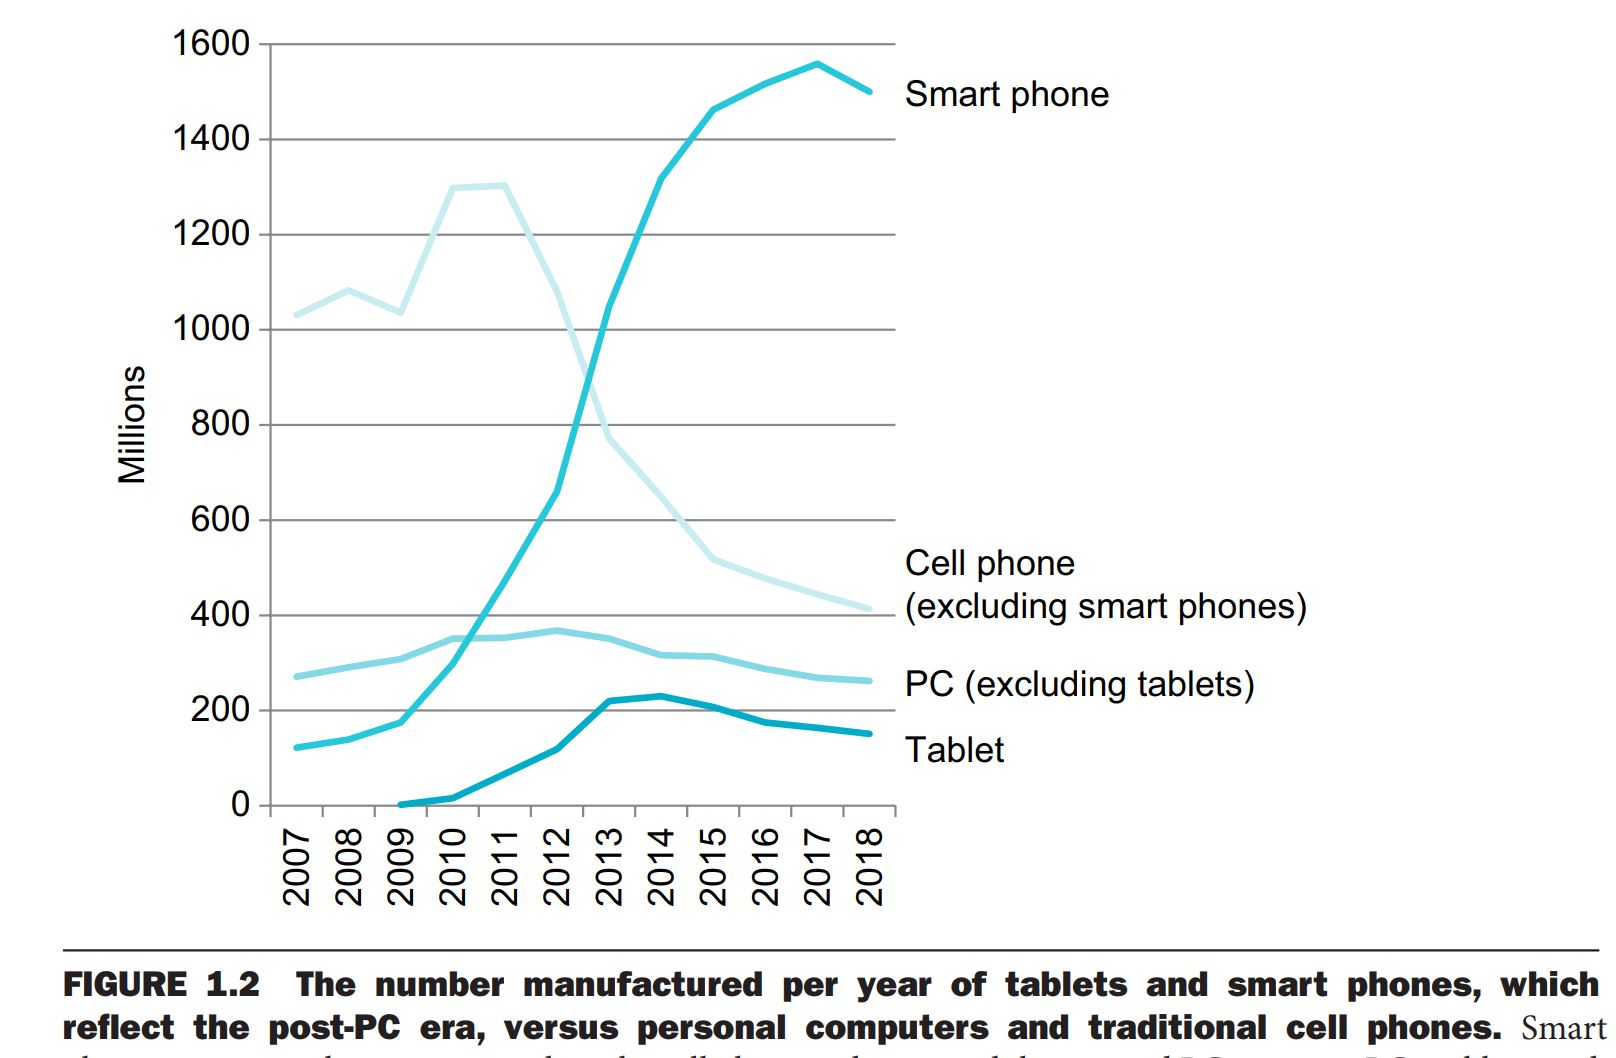 1600
1400
1200
1000
800
600
400
200
0
Millions
Smart phone
Cell phone
(excluding smart phones)
PC (excluding tablets)
Tablet
2007
2008
2009
2010
2011
2012
2013
2014
2015
2016
2017
2018
FIGURE 1.2 The number manufactured per year of tablets and smart phones, which
reflect the post-PC era, versus personal computers and traditional cell phones. Smart